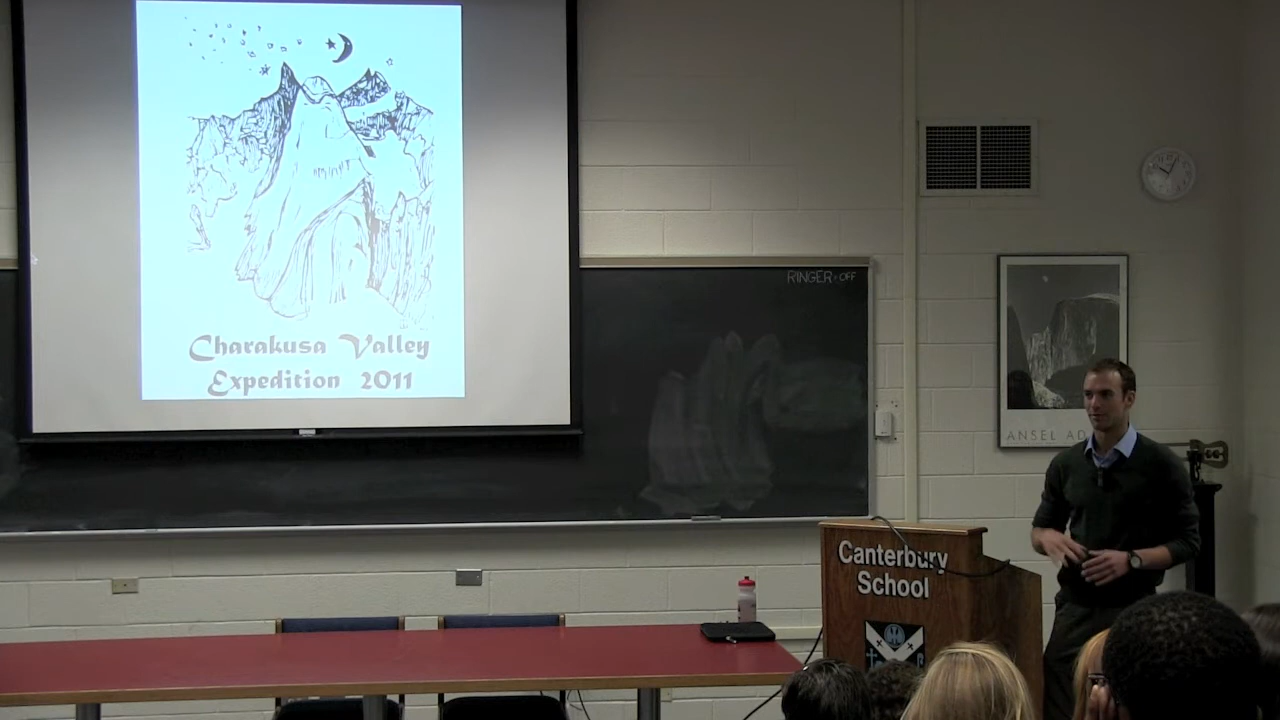 Charakusa Valley
Expedition 2011
RINGER: OFF
ANSEL AD
Canterbury
School